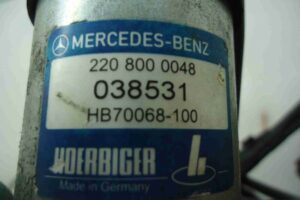 MERCEDES-BENZ
220 800 0048
038531
HB70068-100
HOERBIGER
Made in Germany